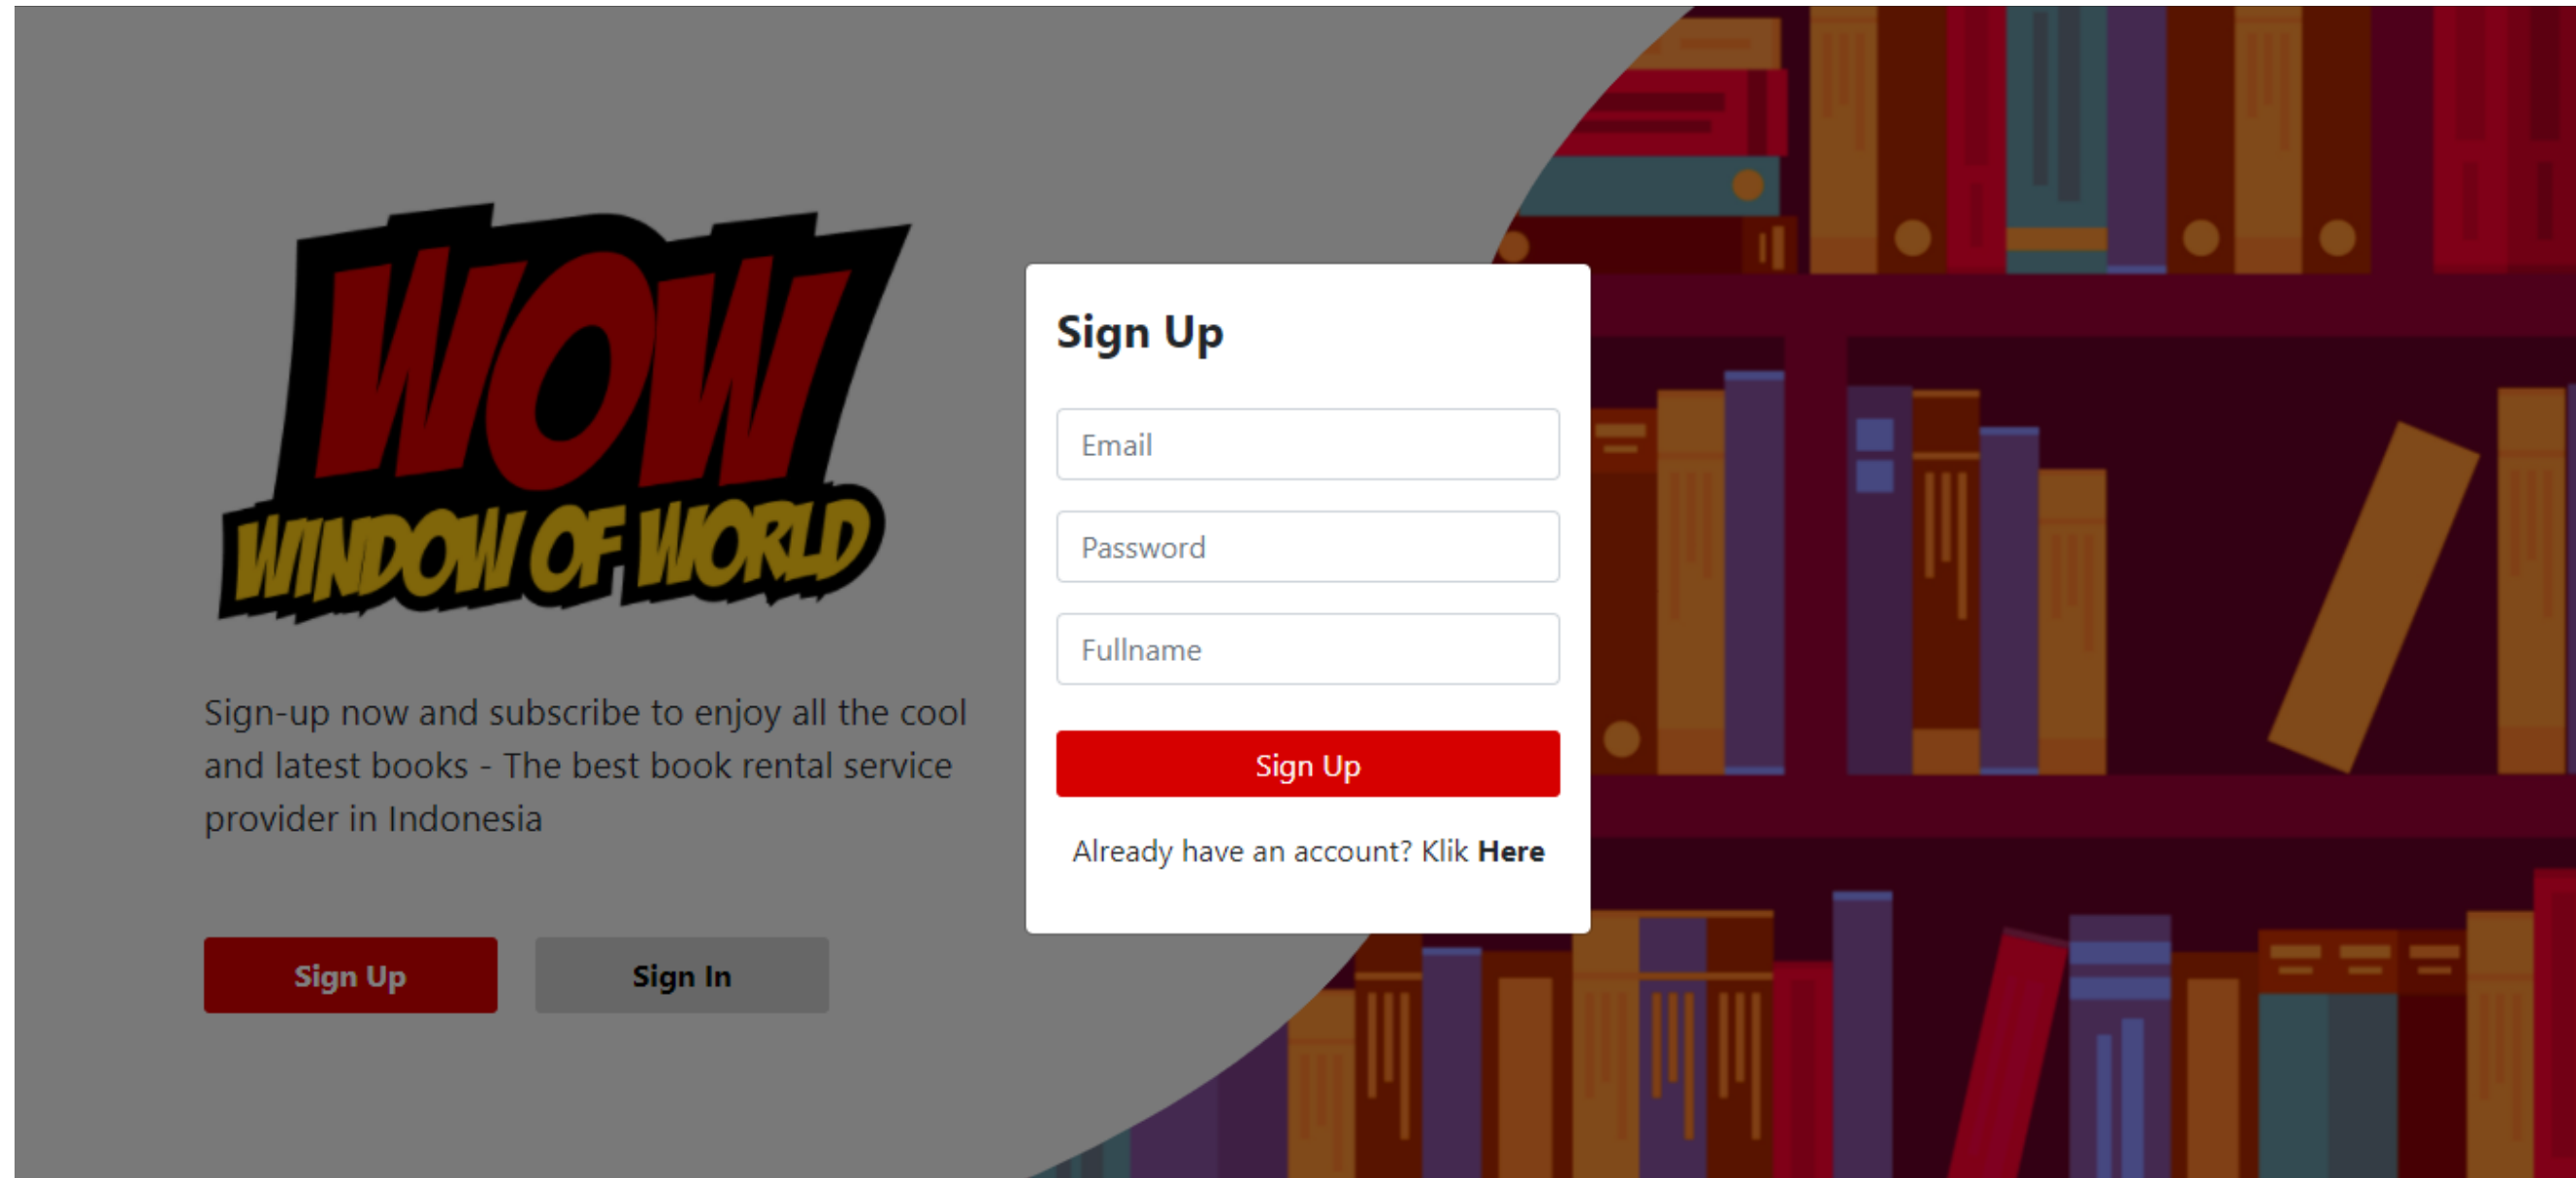 WOW
WINDOW OF WORLD
Sign-up now and subscribe to enjoy all the cool
and latest books - The best book rental service
provider in Indonesia
Sign Up
Sign In
Sign Up
Email
Password
Fullname
Sign Up
Already have an account? Klik Here